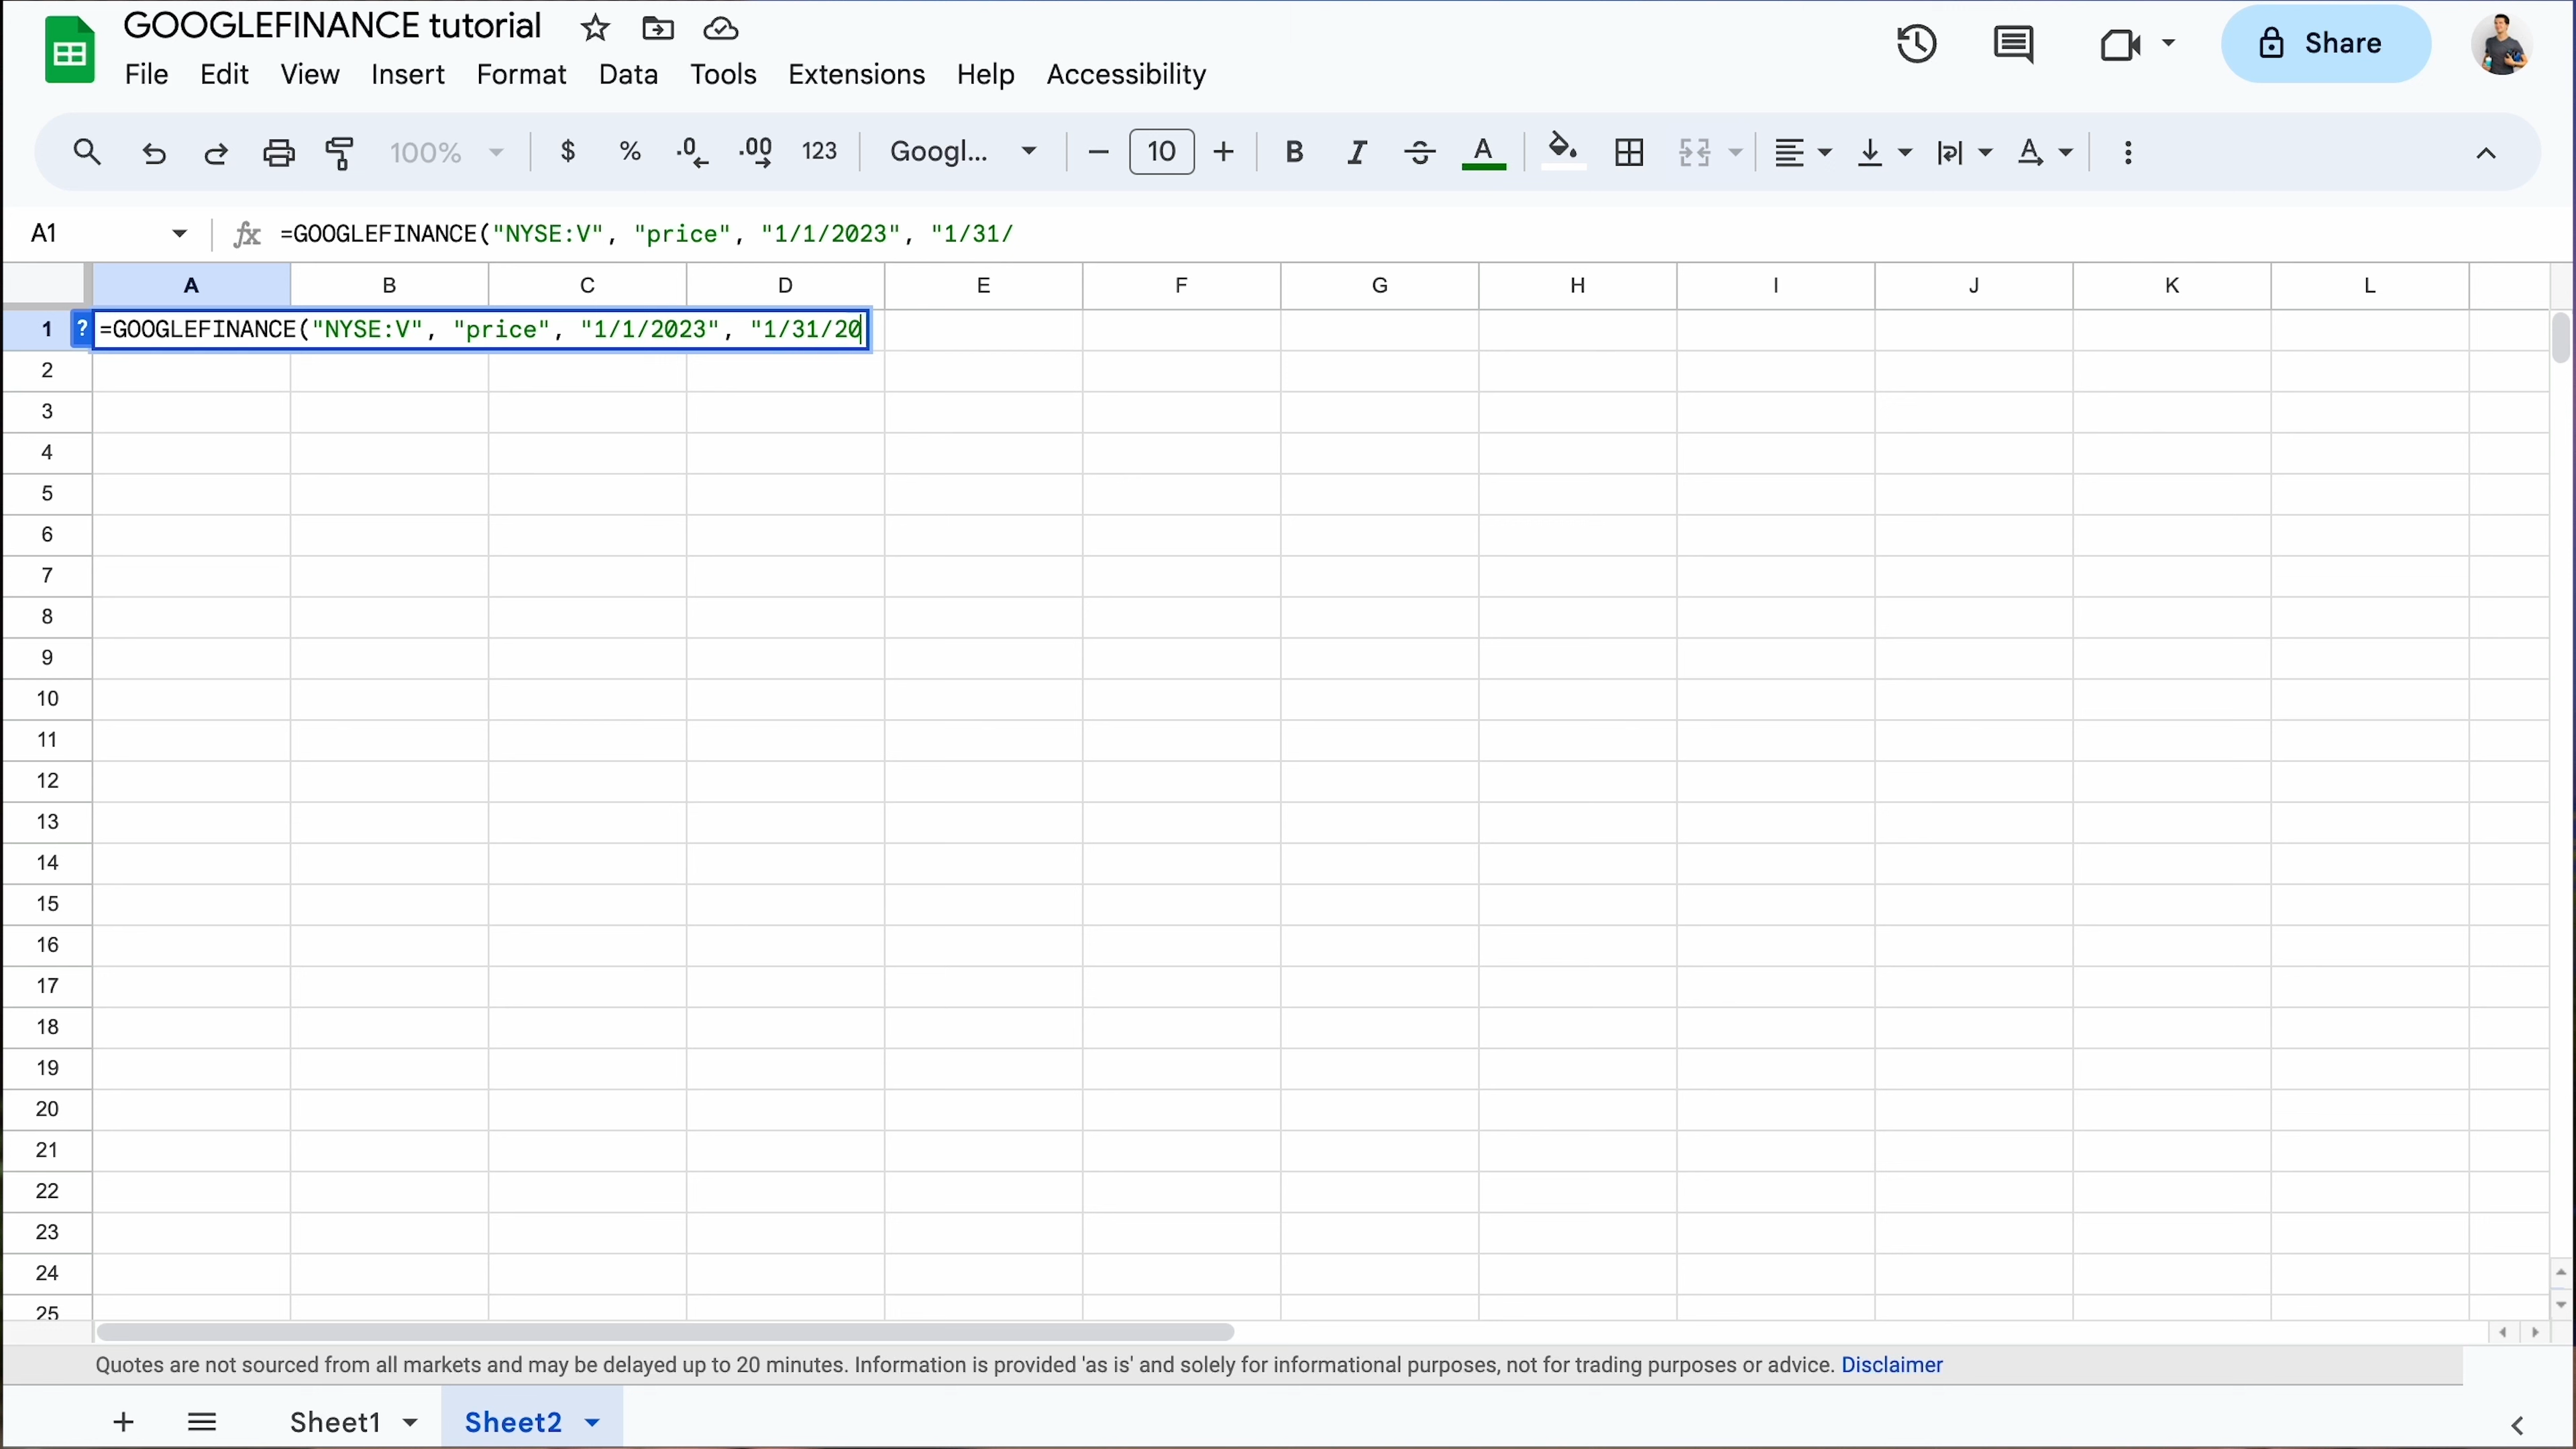 GOOGLEFINANCE tutorial
File Edit View Insert Format Data Tools Extensions Help Accessibility
Share
100% $ % .0 .00 123 Googl... 10 B I A A
A1 fx =GOOGLEFINANCE("NYSE:V", "price", "1/1/2023", "1/31/
A B C D E F G H I J K L
1 ? =GOOGLEFINANCE("NYSE:V", "price", "1/1/2023", "1/31/20
2
3
4
5
6
7
8
9
10
11
12
13
14
15
16
17
18
19
20
21
22
23
24
25
Quotes are not sourced from all markets and may be delayed up to 20 minutes. Information is provided 'as is' and solely for informational purposes, not for trading purposes or advice. Disclaimer
Sheet1 Sheet2